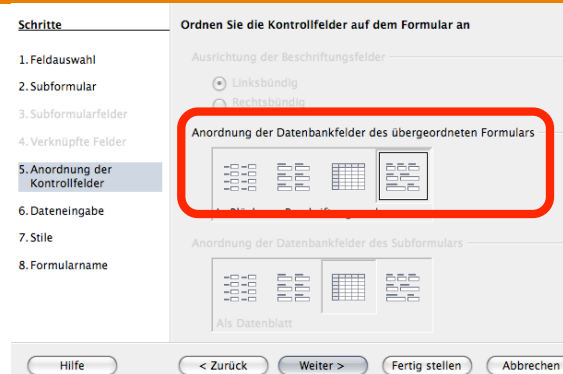 Schritte
1. Feldauswahl
2. Subformular
3. Subformularfelder
4. Verknüpfte Felder
5. Anordnung der
Kontrollfelder
6. Dateneingabe
7. Stile
8. Formularname
Ordnen Sie die Kontrollfelder auf dem Formular an
Ausrichtung der Beschriftungsfelder
Linksbündig
Rechtsbündig
Anordnung der Datenbankfelder des übergeordneten Formulars
Anordnung der Datenbankfelder des Subformulars
Als Datenblatt
Hilfe
< Zurück
Weiter >
Fertig stellen
Abbrechen